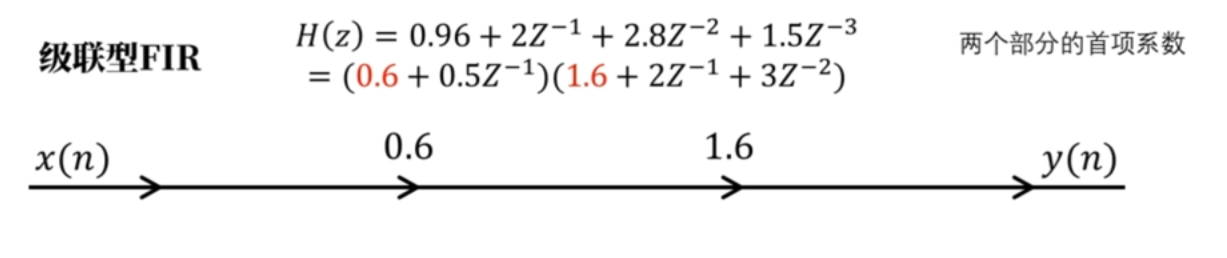 级联型FIR
H(z) = 0.96 + 2Z⁻¹ + 2.8Z⁻² + 1.5Z⁻³
= (0.6 + 0.5Z⁻¹)(1.6 + 2Z⁻¹ + 3Z⁻²)
两个部分的首项系数
x(n)
0.6
1.6
y(n)